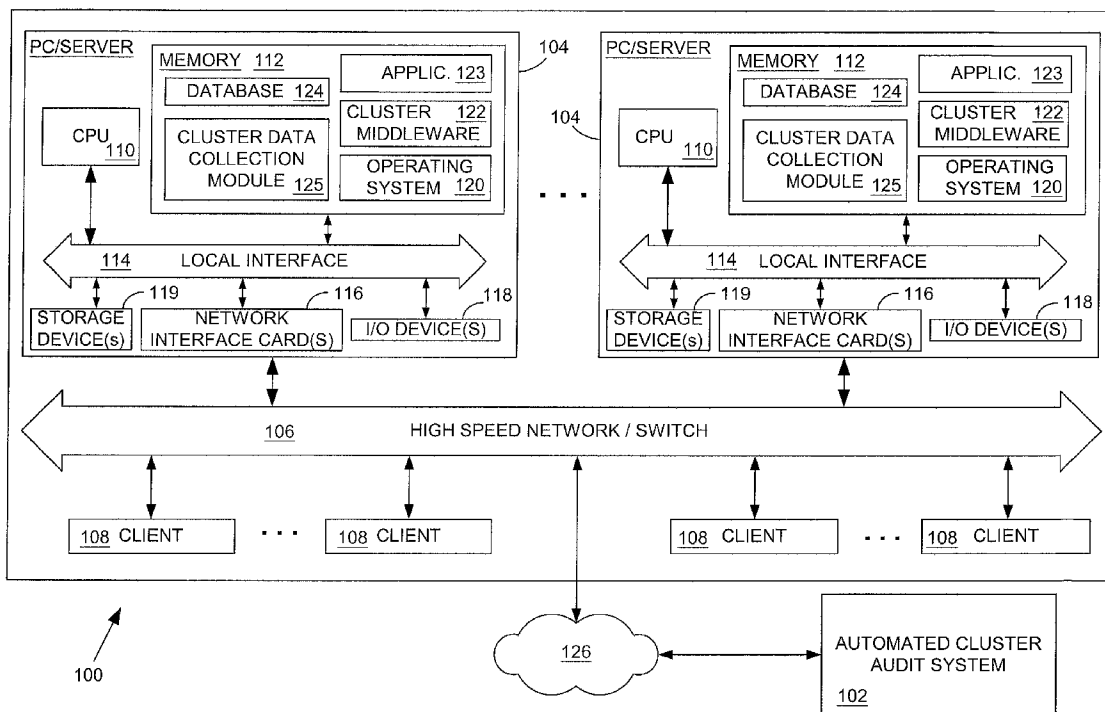 PC/SERVER
104
MEMORY 112
DATABASE 124
APPLIC. 123
CLUSTER 122
MIDDLEWARE
CPU
110
CLUSTER DATA
COLLECTION
MODULE 125
OPERATING
SYSTEM 120
114 LOCAL INTERFACE
119
116
118
STORAGE
DEVICE(s)
NETWORK
INTERFACE CARD(S)
I/O DEVICE(S)
. . .
PC/SERVER
104
MEMORY 112
DATABASE 124
APPLIC. 123
CLUSTER 122
MIDDLEWARE
CPU
110
CLUSTER DATA
COLLECTION
MODULE 125
OPERATING
SYSTEM 120
114 LOCAL INTERFACE
119
116
118
STORAGE
DEVICE(s)
NETWORK
INTERFACE CARD(S)
I/O DEVICE(S)
106 HIGH SPEED NETWORK / SWITCH
108 CLIENT . . . 108 CLIENT
108 CLIENT . . . 108 CLIENT
100
126
AUTOMATED CLUSTER
AUDIT SYSTEM
102